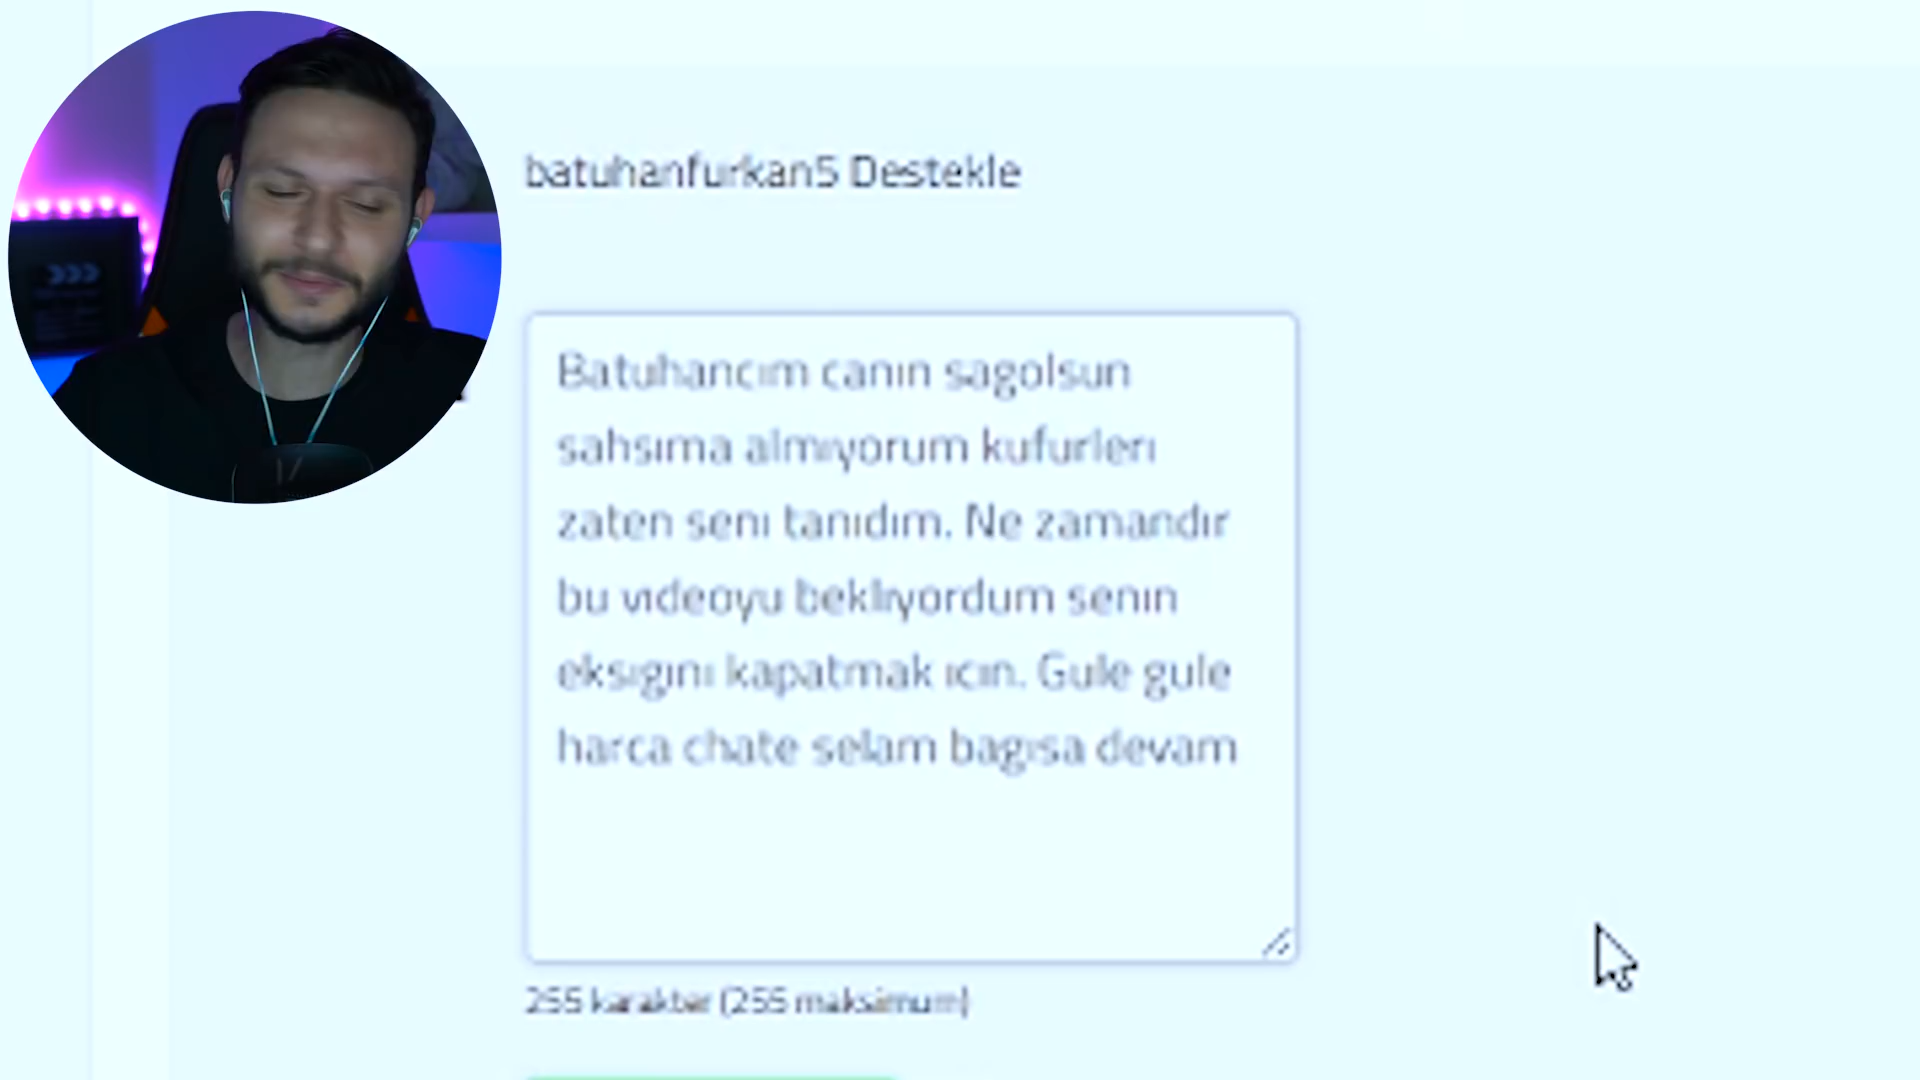 batuhanfurkan5 Destekle
Batuhancım canın sagolsun
sahsıma almıyorum kufurlerı
zaten senı tanıdım. Ne zamandır
bu vıdeoyu beklıyordum senın
eksıgını kapatmak ıcın. Gule gule
harca chate selam bagısa devam
255 karakter (255 maksimum)